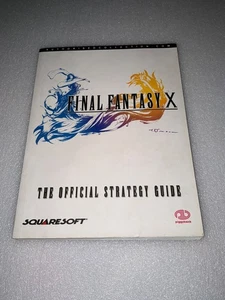 FINAL FANTASY X
THE OFFICIAL STRATEGY GUIDE
SQUARESOFT